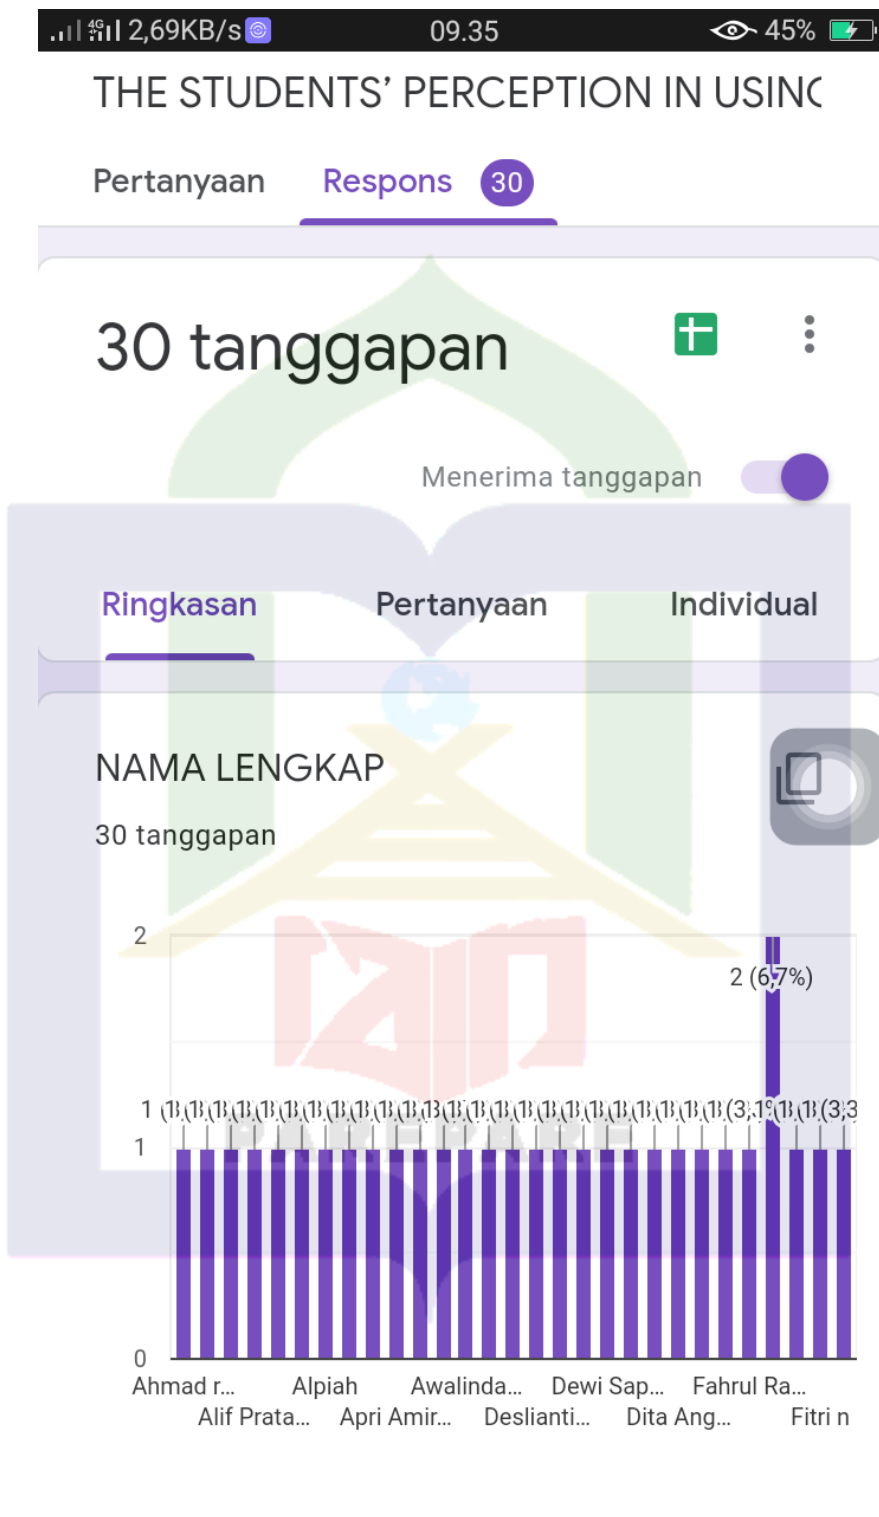 2,69KB/s 09.35 45%
THE STUDENTS' PERCEPTION IN USING
Pertanyaan Respons 30
30 tanggapan
Menerima tanggapan
Ringkasan Pertanyaan Individual
NAMA LENGKAP
30 tanggapan
2
2 (6,7%)
1
PAREPARE
0
Ahmad r... Alpiah Awalinda... Dewi Sap... Fahrul Ra...
Alif Prata... Apri Amir... Deslianti... Dita Ang... Fitri n